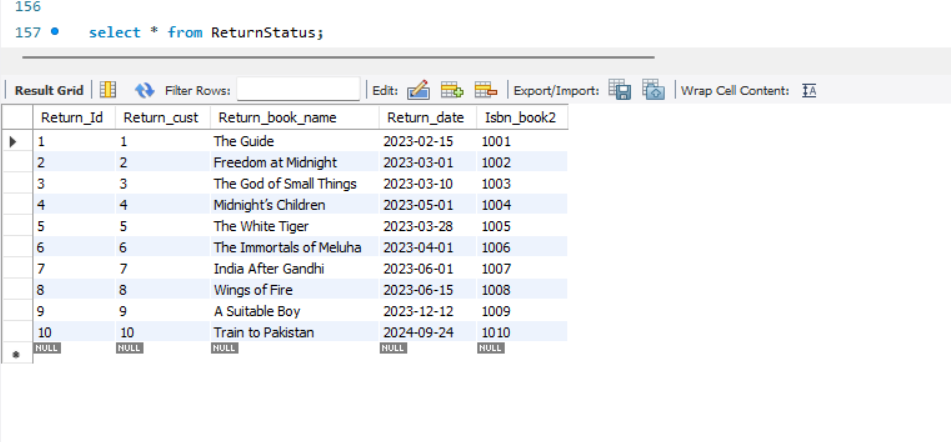 156
157 select * from ReturnStatus;
Result Grid Filter Rows: Edit: Export/Import: Wrap Cell Content: IA
Return_Id Return_cust Return_book_name Return_date Isbn_book2
1 1 The Guide 2023-02-15 1001
2 2 Freedom at Midnight 2023-03-01 1002
3 3 The God of Small Things 2023-03-10 1003
4 4 Midnight’s Children 2023-05-01 1004
5 5 The White Tiger 2023-03-28 1005
6 6 The Immortals of Meluha 2023-04-01 1006
7 7 India After Gandhi 2023-06-01 1007
8 8 Wings of Fire 2023-06-15 1008
9 9 A Suitable Boy 2023-12-12 1009
10 10 Train to Pakistan 2024-09-24 1010
NULL NULL NULL NULL NULL